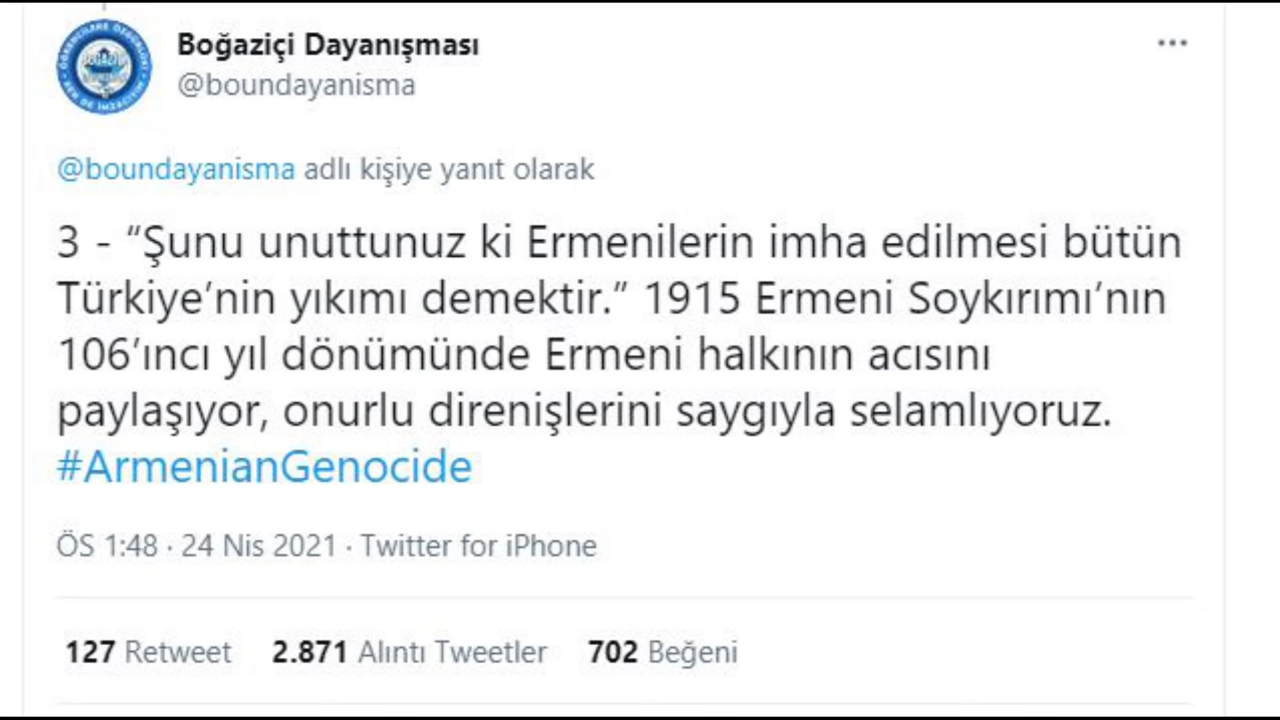 Boğaziçi Dayanışması
@boundayanisma
@boundayanisma adlı kişiye yanıt olarak
3 - “Şunu unuttunuz ki Ermenilerin imha edilmesi bütün
Türkiye’nin yıkımı demektir.” 1915 Ermeni Soykırımı’nın
106’ıncı yıl dönümünde Ermeni halkının acısını
paylaşıyor, onurlu direnişlerini saygıyla selamlıyoruz.
#ArmenianGenocide
ÖS 1:48 · 24 Nis 2021 · Twitter for iPhone
127 Retweet 2.871 Alıntı Tweetler 702 Beğeni